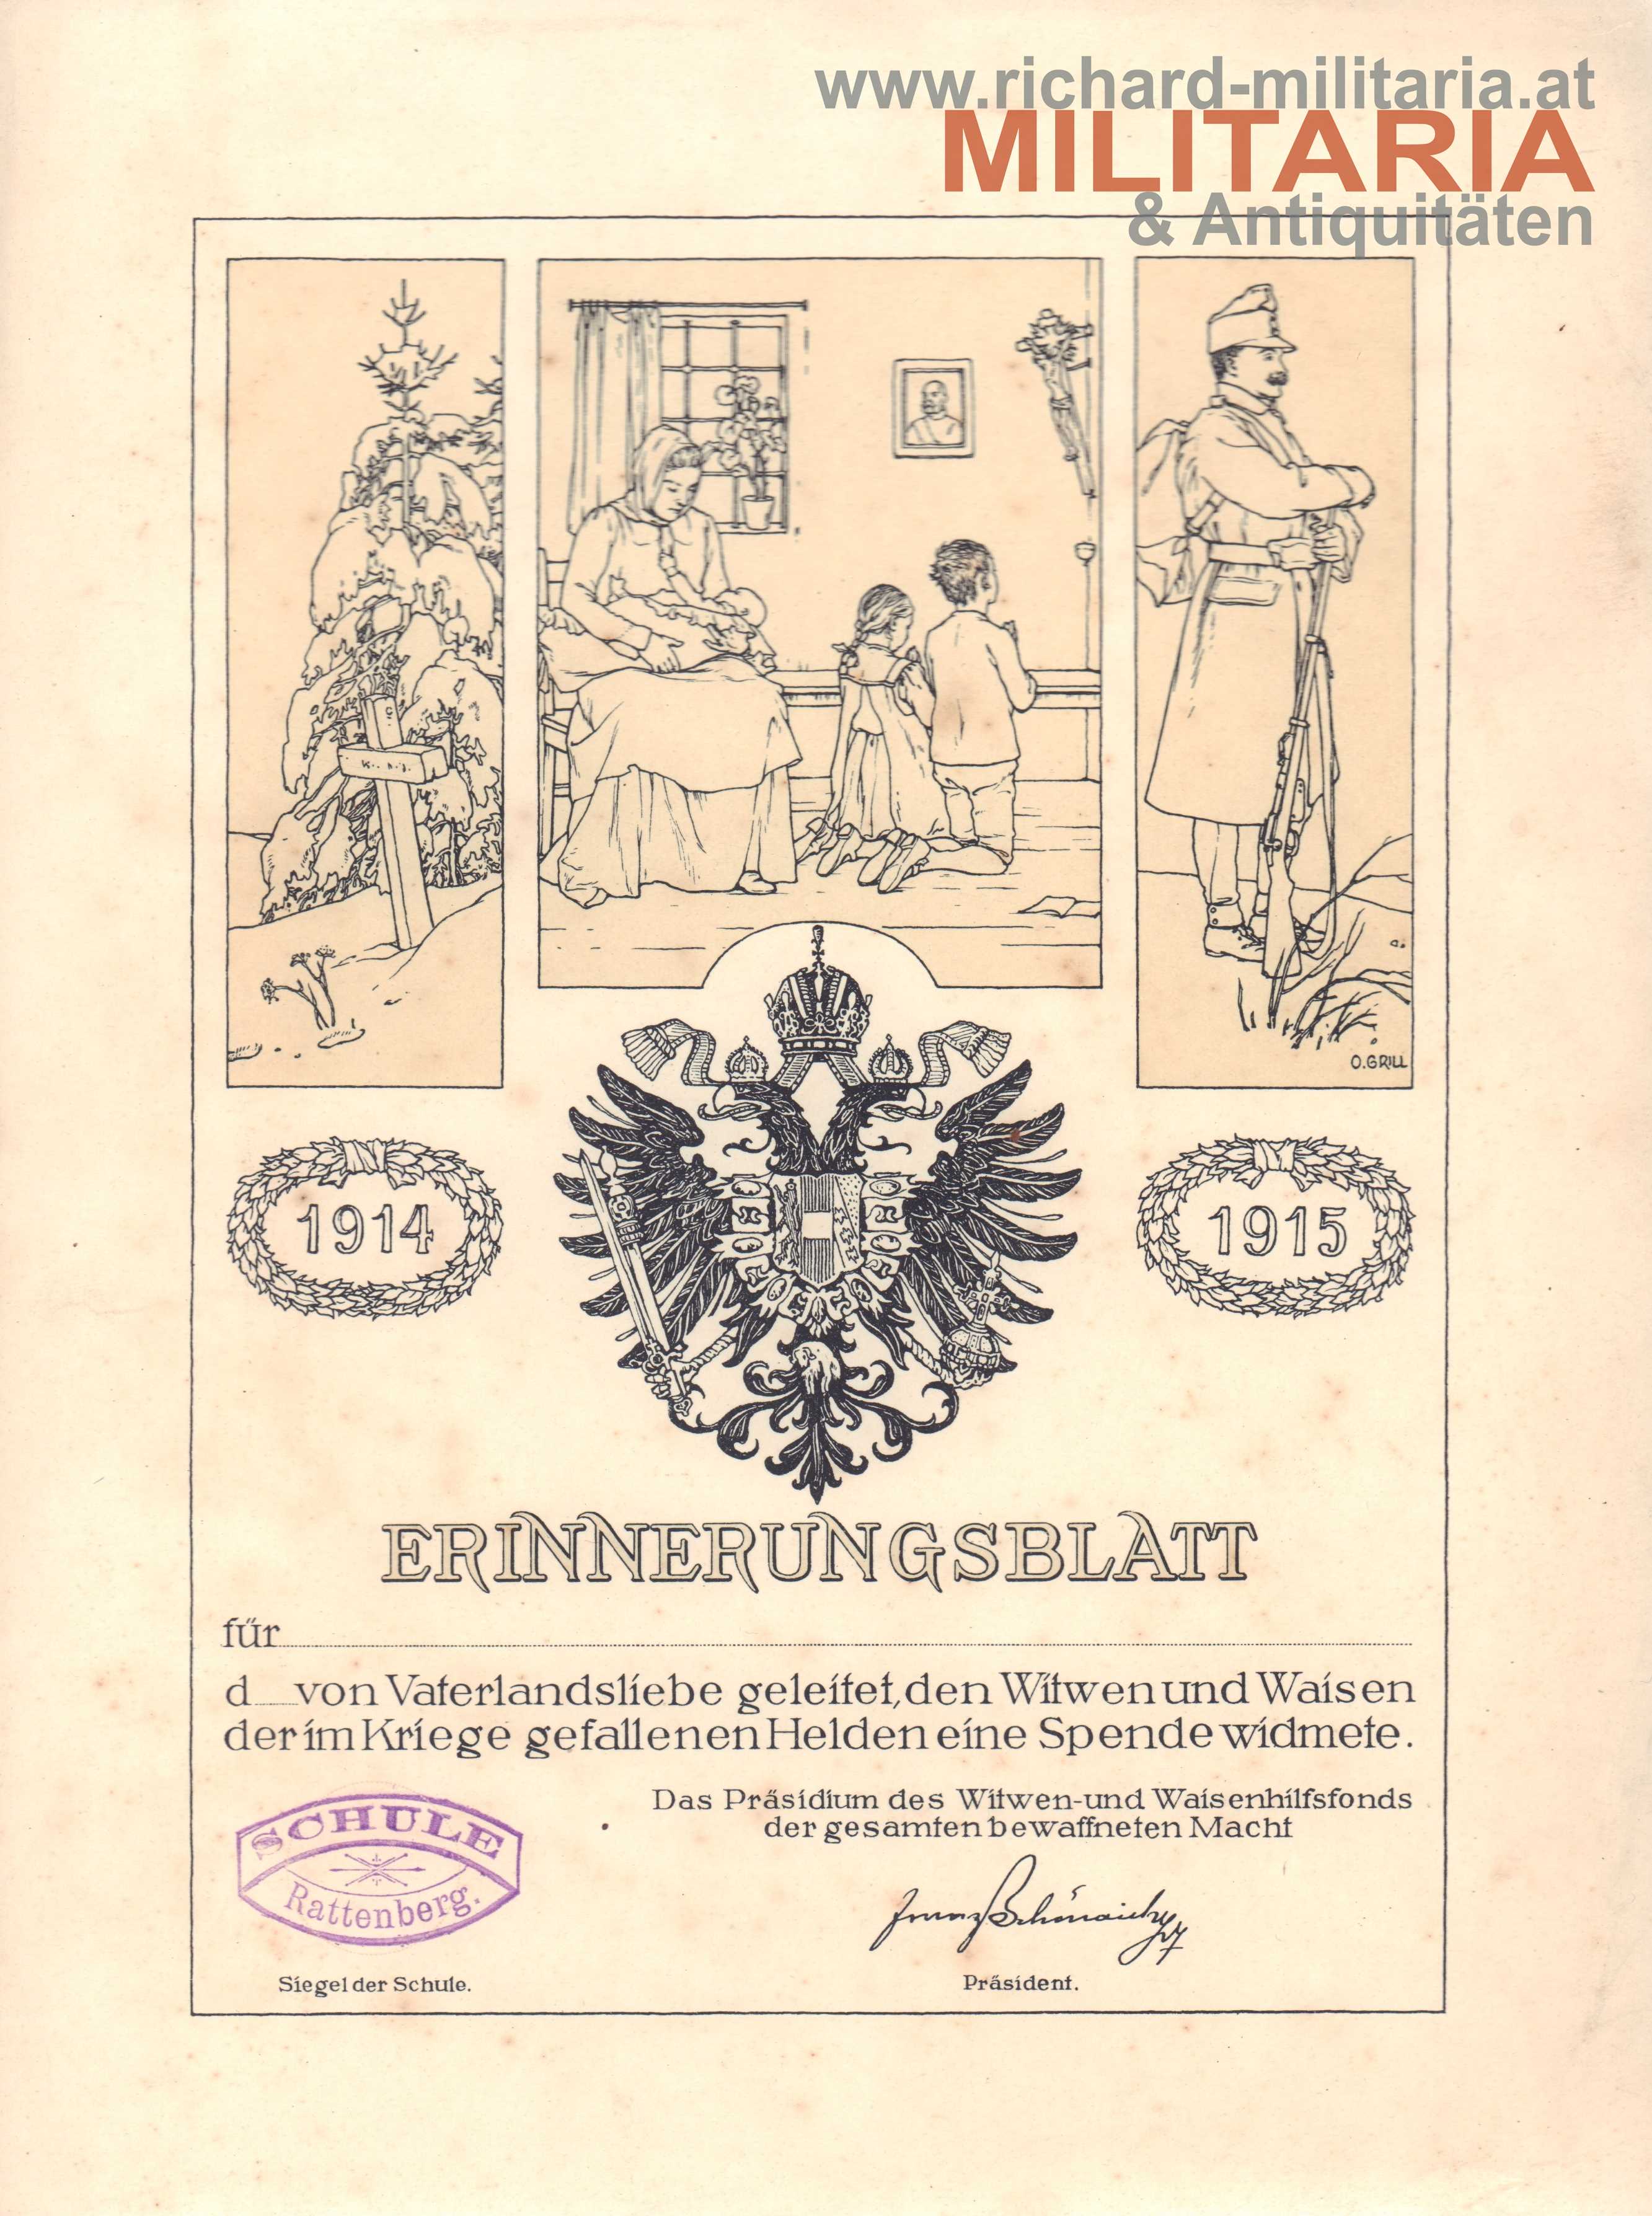 www.richard-militaria.at
MILITARIA
& Antiquitäten
O. GRILL
1914
1915
ERINNERUNGSBLATT
für
d von Vaterlandsliebe geleitet, den Witwen und Waisen
der im Kriege gefallenen Helden eine Spende widmete.
Das Präsidium des Witwen- und Waisenhilfsfonds
der gesamten bewaffneten Macht
SCHULE
Rattenberg.
Franz Schönaich
Siegel der Schule.
Präsident.